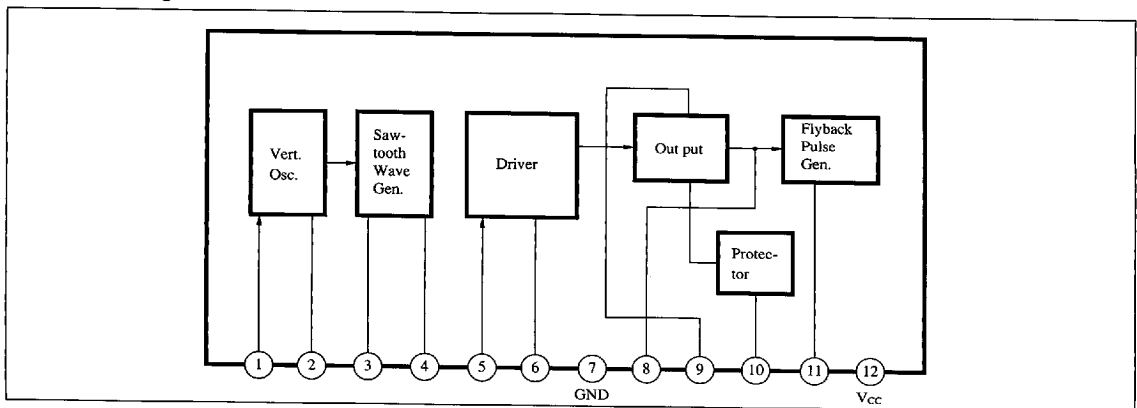 Vert.
Osc.
Saw-
tooth
Wave
Gen.
Driver
Out put
Flyback
Pulse
Gen.
Protec-
tor
1 2 3 4 5 6 7 8 9 10 11 12
GND
VCC